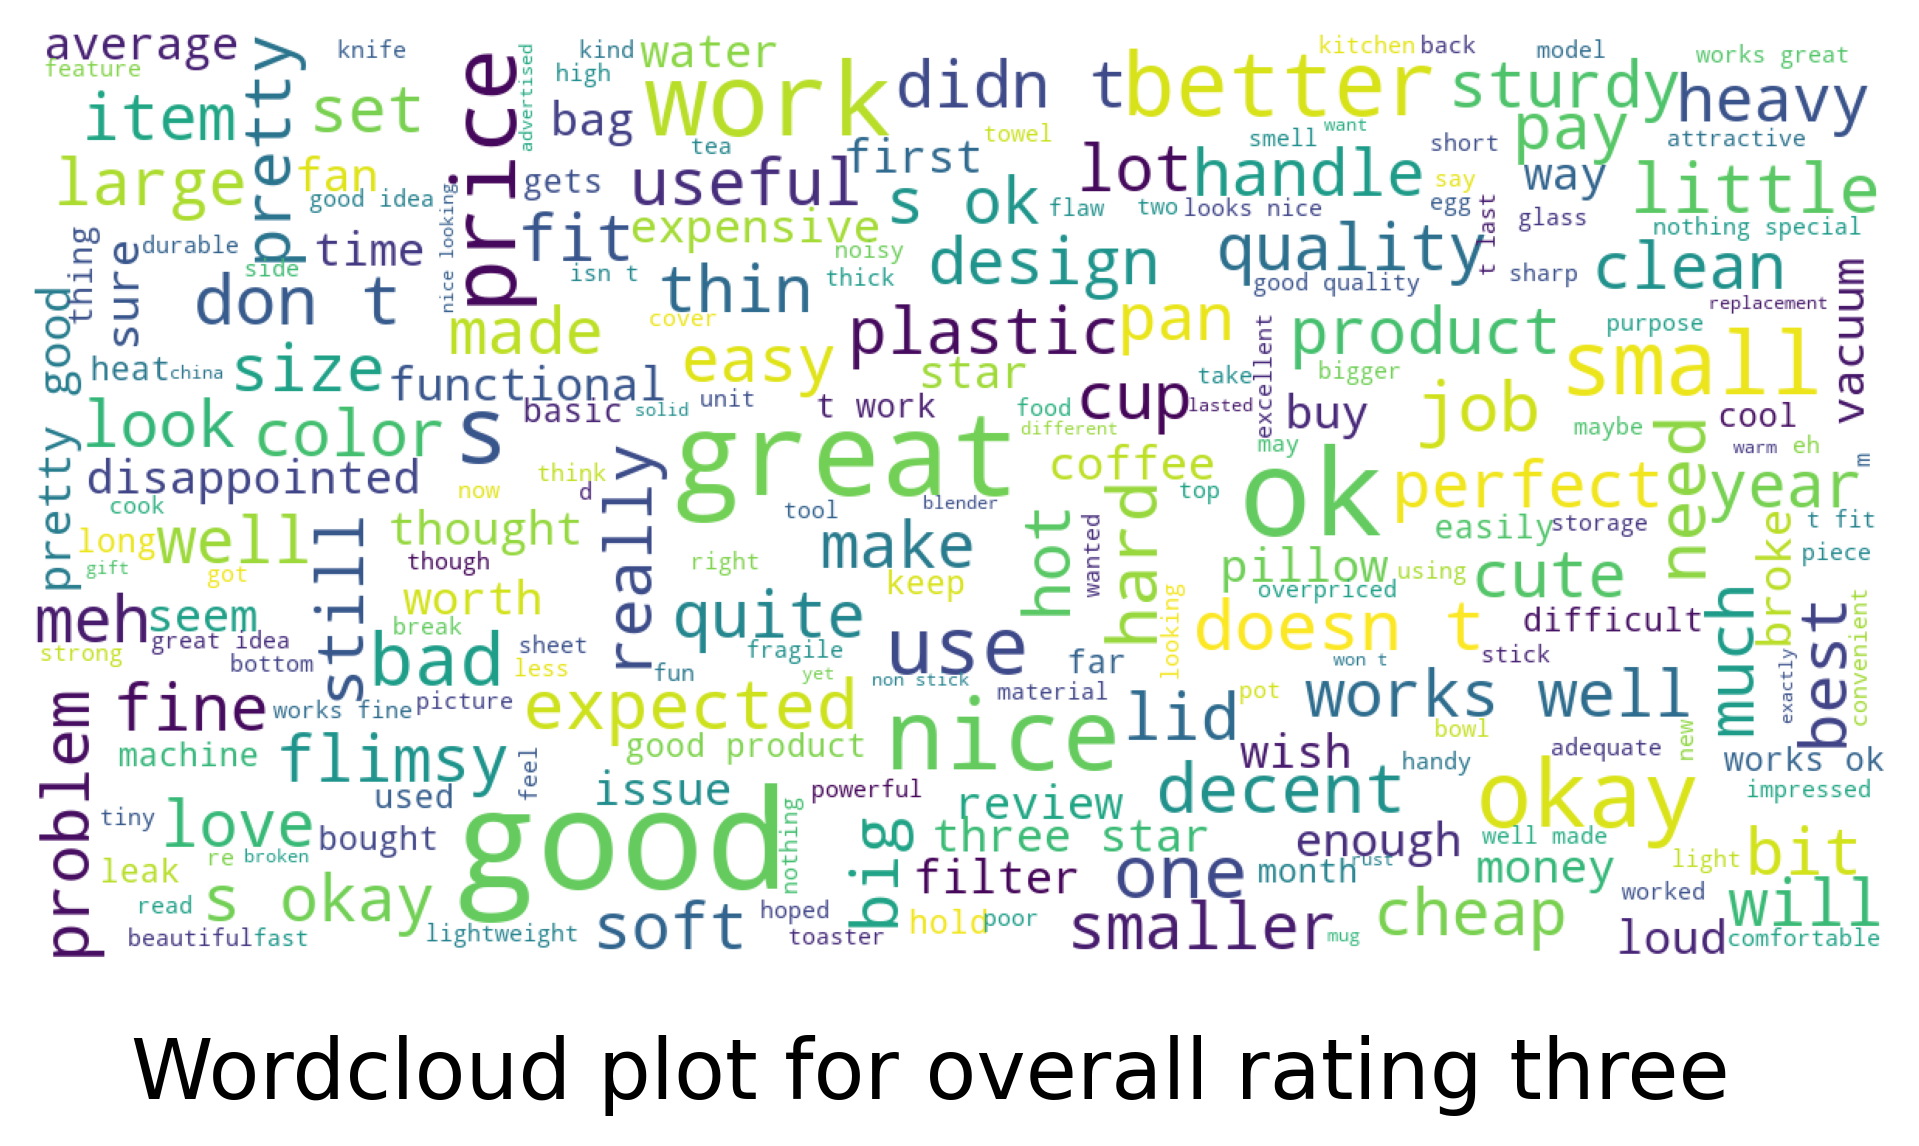 average
knife
kind
water
kitchen
back
model
works great
feature
high
advertised
pretty
price
work
didn t
better
sturdy
heavy
item
set
bag
tea
towel
smell
want
short
pay
attractive
large
fan
good idea
nice looking
gets
useful
first
s ok
flaw
two
lot
handle
looks nice
say
egg
t last
way
glass
little
nothing special
thing
sure
durable
side
time
fit
isn t
expensive
noisy
thick
design
quality
good quality
sharp
clean
don t
thin
cover
made
plastic
pan
product
purpose
replacement
vacuum
pretty good
heat
china
size
functional
easy
star
take
excellent
bigger
small
look
color
s
basic
solid
unit
t work
food
different
cup
lasted
buy
job
maybe
cool
warm
eh
m
disappointed
now
think
d
really
great
coffee
top
may
ok
perfect
need
year
cook
long
well
gift
got
still
thought
though
right
tool
blender
make
keep
hot
wanted
hard
pillow
using
overpriced
easily
storage
cute
broke
t fit
piece
meh
seem
great idea
strong
bottom
worth
break
bad
sheet
less
quite
fragile
fun
yet
non stick
use
far
looking
doesn t
won t
stick
difficult
much
exactly
best
convenient
problem
fine
works fine
picture
expected
good product
nice
material
lid
pot
works well
bowl
new
machine
flimsy
feel
used
issue
powerful
review
wish
decent
handy
adequate
okay
works ok
impressed
tiny
love
bought
good
nothing
big
three star
enough
well made
bit
leak
re
broken
filter
one
month
rust
money
light
read
s okay
soft
hoped
hold
poor
smaller
mug
cheap
worked
will
beautiful
fast
lightweight
toaster
loud
comfortable
Wordcloud plot for overall rating three